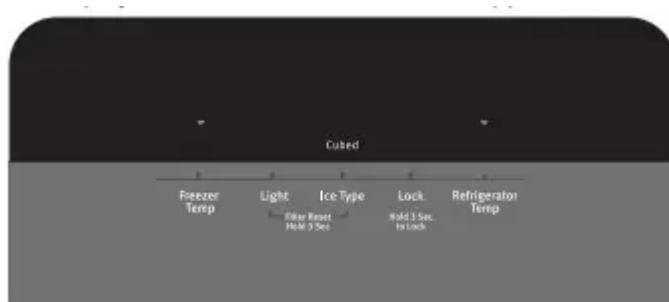 Cubed
Freezer Temp
Light
Ice Type
Lock
Refrigerator Temp
Filter Reset
Hold 3 Sec
Hold 3 Sec
to Lock